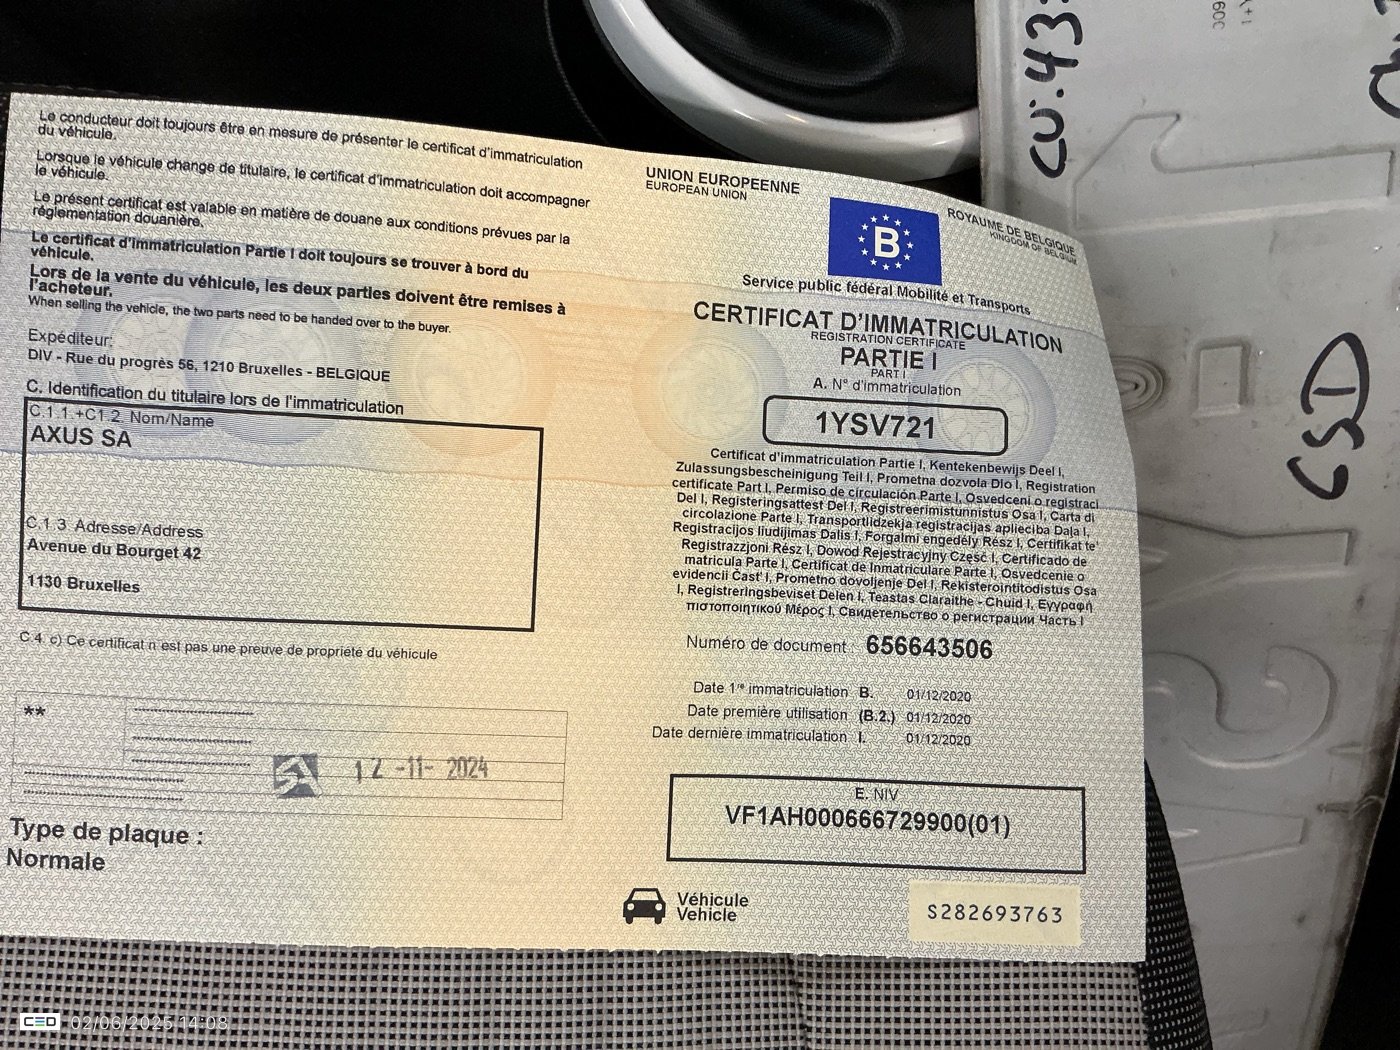 Le conducteur doit toujours être en mesure de présenter le certificat d'immatriculation
du véhicule.
Lorsque le véhicule change de titulaire, le certificat d'immatriculation doit accompagner
le véhicule.
Le présent certificat est valable en matière de douane aux conditions prévues par la
réglementation douanière.
Le certificat d'immatriculation Partie I doit toujours se trouver à bord du
véhicule.
Lors de la vente du véhicule, les deux parties doivent être remises à
l'acheteur.
When selling the vehicle, the two parts need to be handed over to the buyer.
Expéditeur:
DIV - Rue du progrès 56, 1210 Bruxelles - BELGIQUE
C. Identification du titulaire lors de l'immatriculation
C.1.1.+C1.2. Nom/Name
AXUS SA
C.1.3. Adresse/Address
Avenue du Bourget 42
1130 Bruxelles
C.4. c) Ce certificat n'est pas une preuve de propriété du véhicule
**
12 -11- 2024
Type de plaque :
Normale
UNION EUROPEENNE
EUROPEAN UNION
B
ROYAUME DE BELGIQUE
KINGDOM OF BELGIUM
Service public fédéral Mobilité et Transports
CERTIFICAT D'IMMATRICULATION
REGISTRATION CERTIFICATE
PARTIE I
PART I
A. N° d'immatriculation
1YSV721
Certificat d'immatriculation Partie I, Kentekenbewijs Deel I,
Zulassungsbescheinigung Teil I, Prometna dozvola Dio I, Registration
certificate Part I, Permiso de circulación Parte I, Osvedceni o registraci
Del I, Registeringsattest Del I, Registreerimistunnistus Osa I, Carta di
circolazione Parte I, Transportlidzekja registracijas apliecība Daļa I,
Registracijos liudijimas Dalis I, Forgalmi engedély Rész I, Certifikat te'
Registrazzjoni Rész I, Dowod Rejestracyjny Część I, Certificado de
matricula Parte I, Certificat de Inmatriculare Parte I, Osvedcenie o
evidencii Čast' I, Prometno dovoljenje Del I, Rekisterointitodistus Osa
I, Registreringsbeviset Delen I, Teastas Claraithe - Chuid I, Εγγραφή
πιστοποιητικού Μέρος I, Свидетельство о регистрации Часть I
Numéro de document 656643506
Date 1re immatriculation B. 01/12/2020
Date première utilisation (B.2.) 01/12/2020
Date dernière immatriculation I. 01/12/2020
E. NIV
VF1AH000666729900(01)
Véhicule
Vehicle
S282693763
CV.43
CSD
CED 02/06/2025 14:08